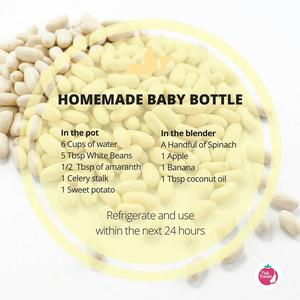 HOMEMADE BABY BOTTLE
In the pot
6 Cups of water
5 Tbsp White Beans
1/2 Tbsp of amaranth
1 Celery stalk
1 Sweet potato
In the blender
A Handful of Spinach
1 Apple
1 Banana
1 Tbsp coconut oil
Refrigerate and use
within the next 24 hours